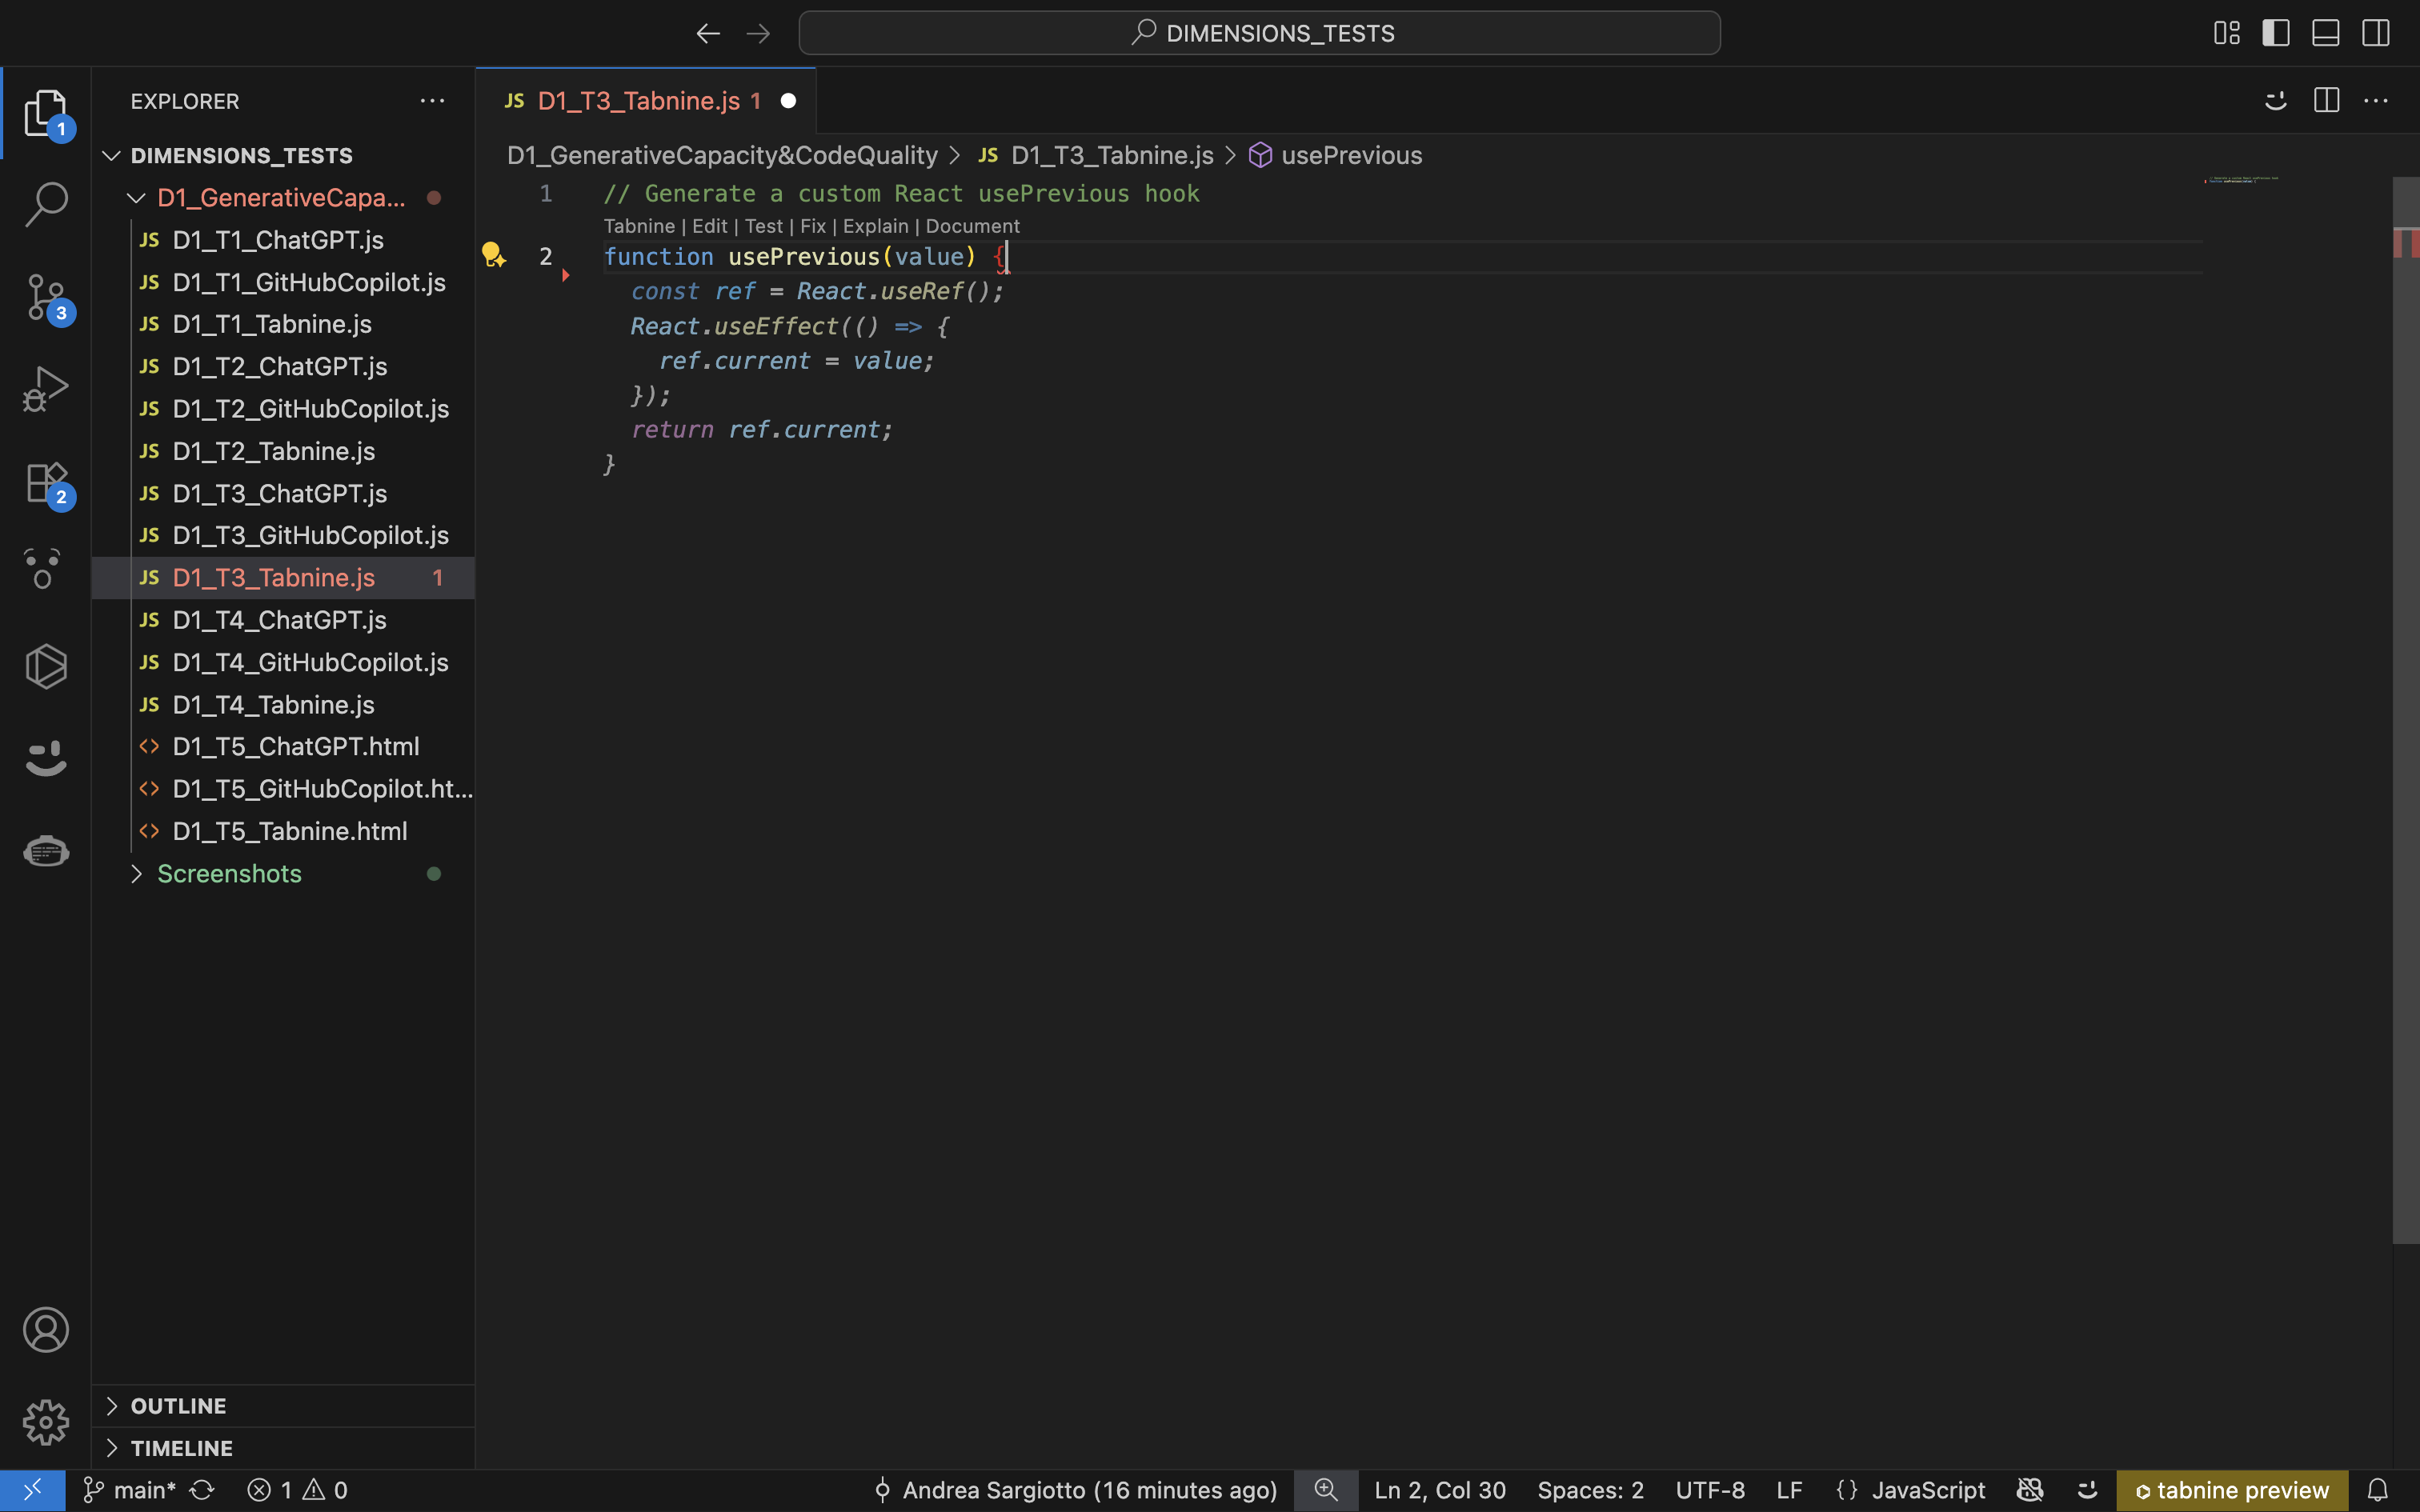 DIMENSIONS_TESTS
EXPLORER
DIMENSIONS_TESTS
D1_GenerativeCapa...
JS D1_T1_ChatGPT.js
JS D1_T1_GitHubCopilot.js
JS D1_T1_Tabnine.js
JS D1_T2_ChatGPT.js
JS D1_T2_GitHubCopilot.js
JS D1_T2_Tabnine.js
JS D1_T3_ChatGPT.js
JS D1_T3_GitHubCopilot.js
JS D1_T3_Tabnine.js 1
JS D1_T4_ChatGPT.js
JS D1_T4_GitHubCopilot.js
JS D1_T4_Tabnine.js
<> D1_T5_ChatGPT.html
<> D1_T5_GitHubCopilot.ht...
<> D1_T5_Tabnine.html
Screenshots
OUTLINE
TIMELINE
1
3
2
JS D1_T3_Tabnine.js 1
D1_GenerativeCapacity&CodeQuality > JS D1_T3_Tabnine.js > usePrevious
1 // Generate a custom React usePrevious hook
Tabnine | Edit | Test | Fix | Explain | Document
2 function usePrevious(value) {
const ref = React.useRef();
React.useEffect(() => {
ref.current = value;
});
return ref.current;
}
main* 1 0 Andrea Sargiotto (16 minutes ago) Ln 2, Col 30 Spaces: 2 UTF-8 LF {} JavaScript tabnine preview